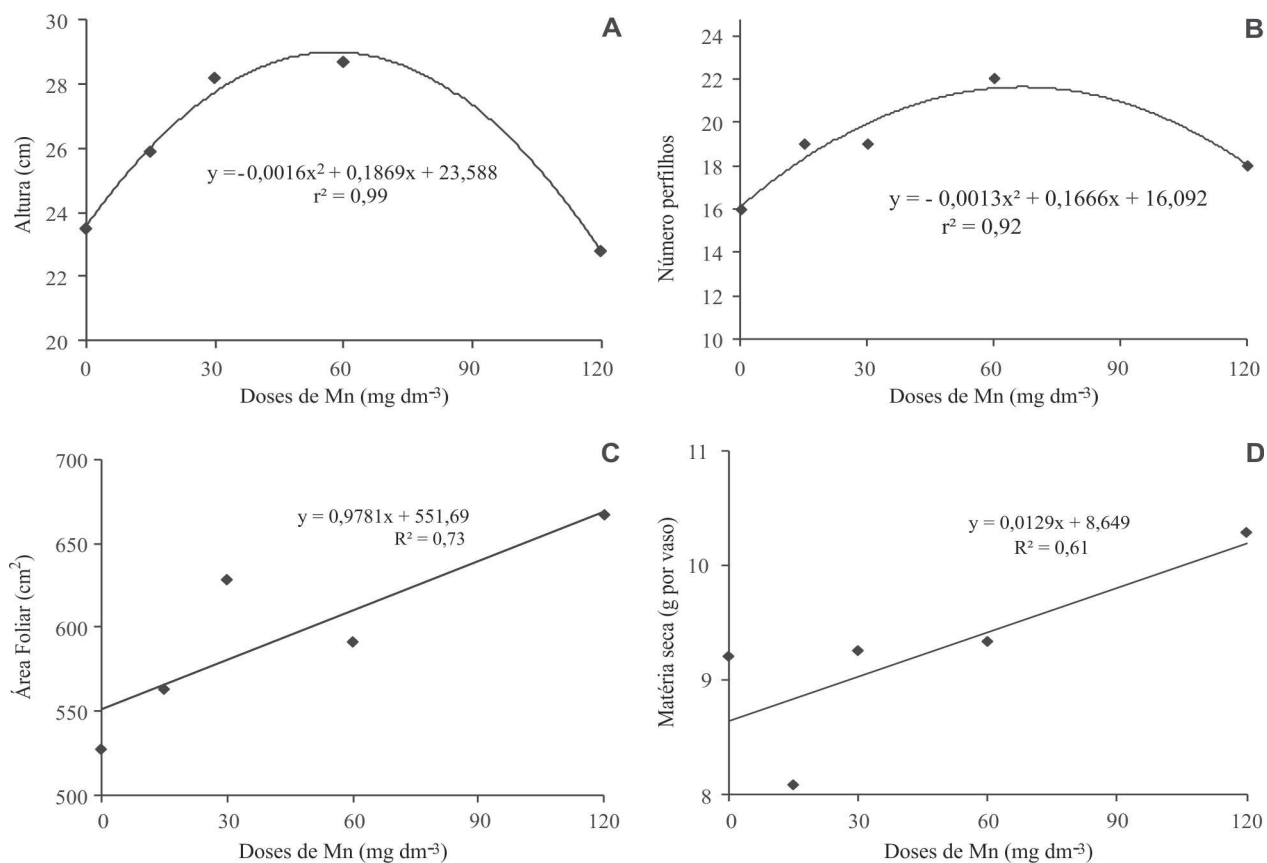 A
Altura (cm)
30
28
26
24
22
20
y = -0,0016x² + 0,1869x + 23,588
r² = 0,99
0 30 60 90 120
Doses de Mn (mg dm⁻³)
B
Número perfilhos
24
22
20
18
16
14
12
10
y = - 0,0013x² + 0,1666x + 16,092
r² = 0,92
0 30 60 90 120
Doses de Mn (mg dm⁻³)
C
Área Foliar (cm²)
700
650
600
550
500
y = 0,9781x + 551,69
R² = 0,73
0 30 60 90 120
Doses de Mn (mg dm⁻³)
D
Matéria seca (g por vaso)
11
10
9
8
y = 0,0129x + 8,649
R² = 0,61
0 30 60 90 120
Doses de Mn (mg dm⁻³)